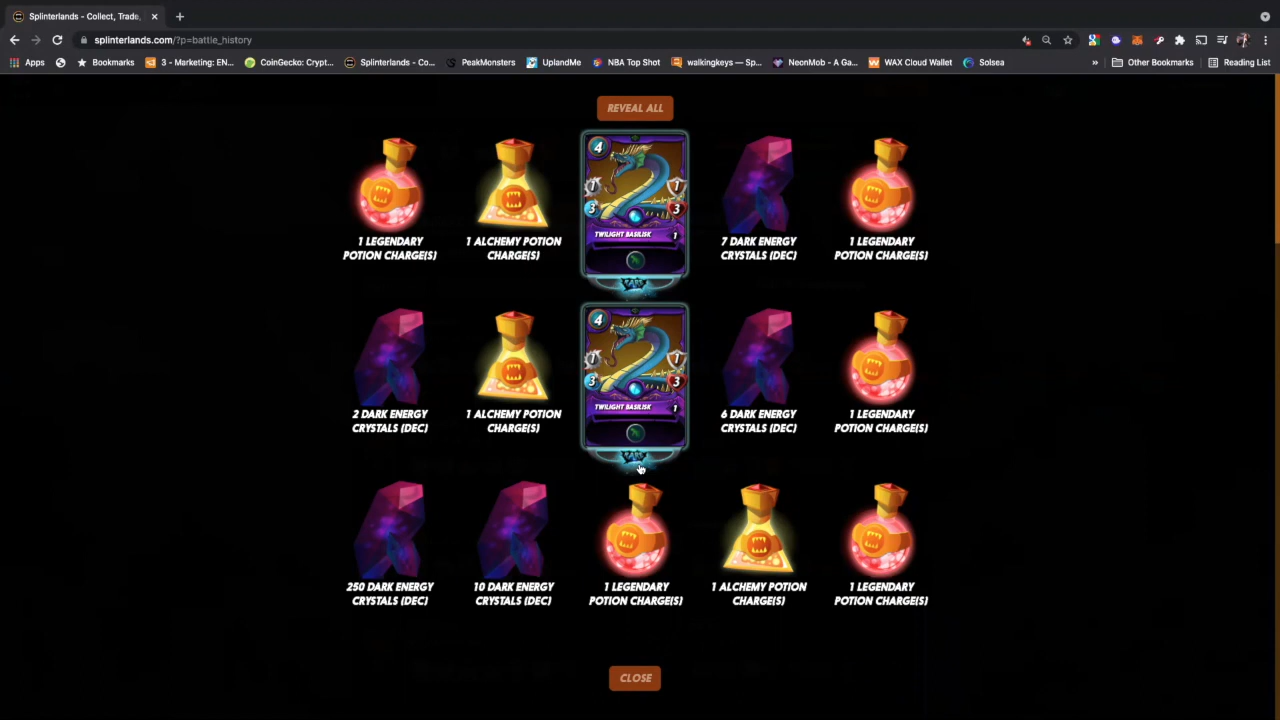 Splinterlands - Collect, Trade,
splinterlands.com/?p=battle_history
Apps
Bookmarks
3 - Marketing: EN...
CoinGecko: Crypt...
Splinterlands - Co...
PeakMonsters
UplandMe
NBA Top Shot
walkingkeys — Sp...
NeonMob - A Ga...
WAX Cloud Wallet
Solsea
»
Other Bookmarks
Reading List
REVEAL ALL
1 LEGENDARY
POTION CHARGE(S)
1 ALCHEMY POTION
CHARGE(S)
4
1
1
3
3
TWILIGHT BASILISK 1
RARE
7 DARK ENERGY
CRYSTALS (DEC)
1 LEGENDARY
POTION CHARGE(S)
2 DARK ENERGY
CRYSTALS (DEC)
1 ALCHEMY POTION
CHARGE(S)
4
1
1
3
3
TWILIGHT BASILISK 1
RARE
6 DARK ENERGY
CRYSTALS (DEC)
1 LEGENDARY
POTION CHARGE(S)
250 DARK ENERGY
CRYSTALS (DEC)
10 DARK ENERGY
CRYSTALS (DEC)
1 LEGENDARY
POTION CHARGE(S)
1 ALCHEMY POTION
CHARGE(S)
1 LEGENDARY
POTION CHARGE(S)
CLOSE